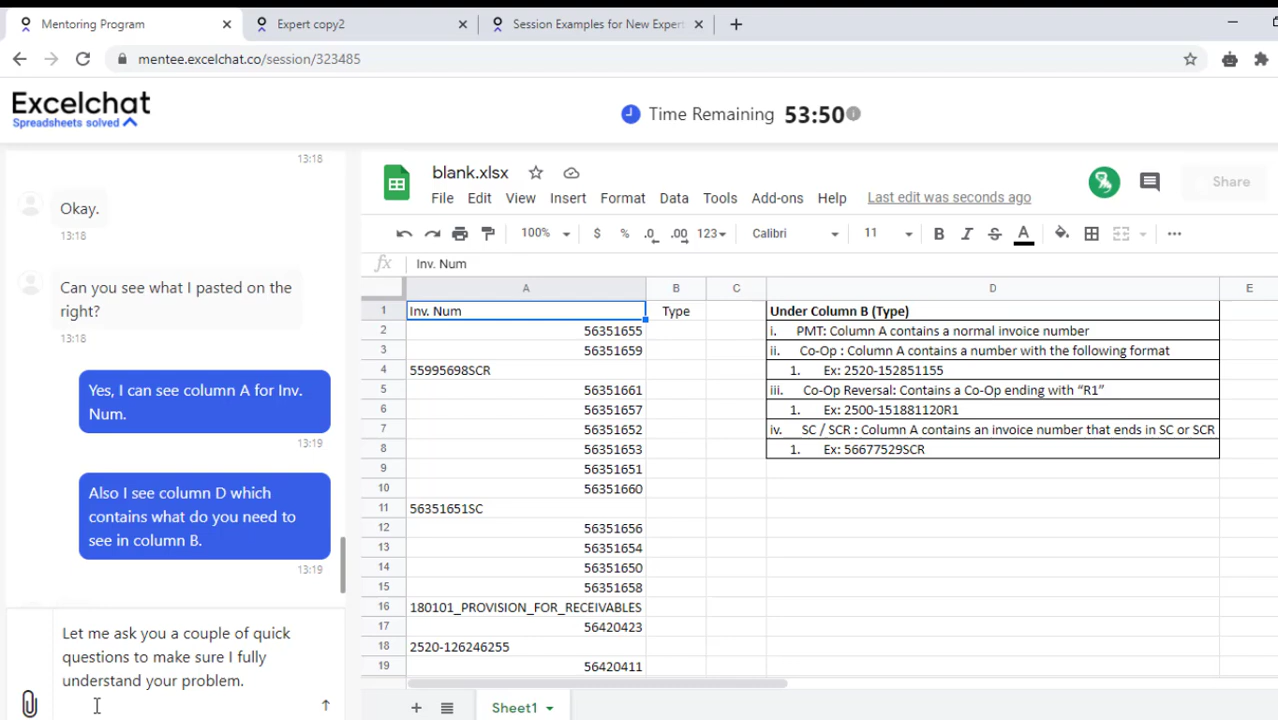 Mentoring Program
Expert copy2
Session Examples for New Expert
mentee.excelchat.co/session/323485
Excelchat
Spreadsheets solved
Time Remaining 53:50
13:18
Okay.
13:18
Can you see what I pasted on the
right?
13:18
Yes, I can see column A for Inv.
Num.
13:19
Also I see column D which
contains what do you need to
see in column B.
13:19
Let me ask you a couple of quick
questions to make sure I fully
understand your problem.
blank.xlsx
Share
File Edit View Insert Format Data Tools Add-ons Help Last edit was seconds ago
100% $ % .0 .00 123 Calibri 11 B I S A
fx Inv. Num
A B C D E
1 Inv. Num Type Under Column B (Type)
2 56351655 i. PMT: Column A contains a normal invoice number
3 56351659 ii. Co-Op : Column A contains a number with the following format
4 55995698SCR 1. Ex: 2520-152851155
5 56351661 iii. Co-Op Reversal: Contains a Co-Op ending with “R1”
6 56351657 1. Ex: 2500-151881120R1
7 56351652 iv. SC / SCR : Column A contains an invoice number that ends in SC or SCR
8 56351653 1. Ex: 56677529SCR
9 56351651
10 56351660
11 56351651SC
12 56351656
13 56351654
14 56351650
15 56351658
16 180101_PROVISION_FOR_RECEIVABLES
17 56420423
18 2520-126246255
19 56420411
Sheet1